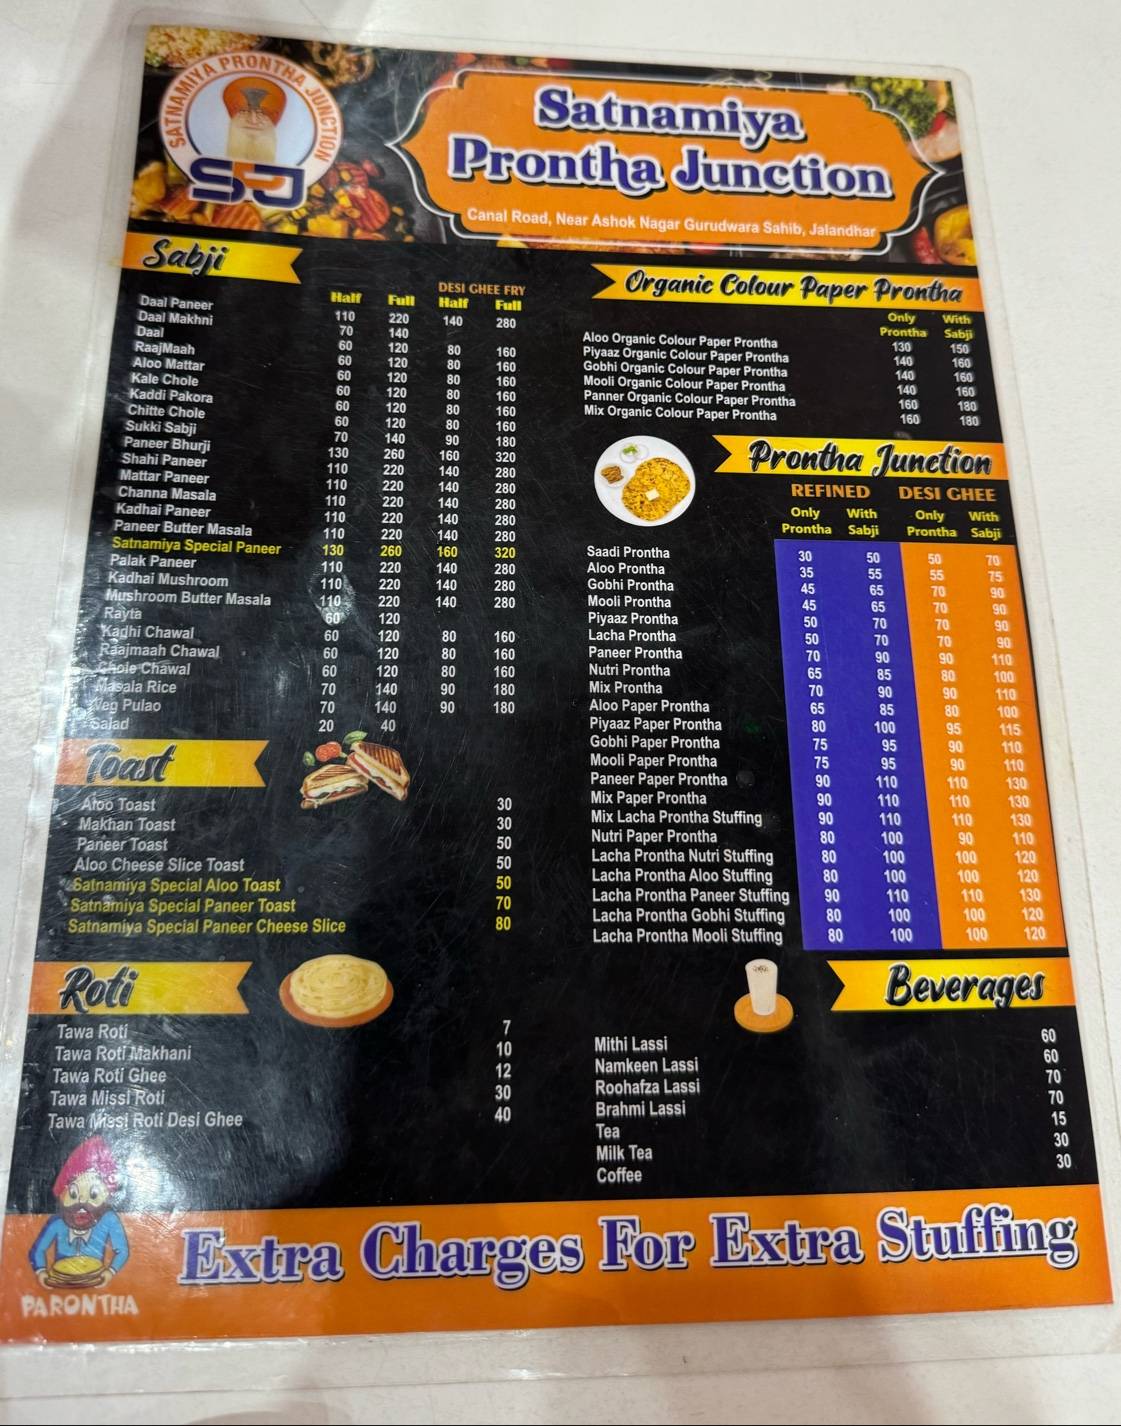 SATNAMIYA PRONTHA JUNCTION
SPJ
Satnamiya
Prontha Junction
Canal Road, Near Ashok Nagar Gurudwara Sahib, Jalandhar
Sabji
DESI GHEE FRY
Half Full Half Full
Daal Paneer 110 220 140 280
Daal Makhni 70 140
Daal 60 120 80 160
RaajMaah 60 120 80 160
Aloo Mattar 60 120 80 160
Kale Chole 60 120 80 160
Kaddi Pakora 60 120 80 160
Chitte Chole 60 120 80 160
Sukki Sabji 70 140 90 180
Paneer Bhurji 130 260 160 320
Shahi Paneer 110 220 140 280
Mattar Paneer 110 220 140 280
Channa Masala 110 220 140 280
Kadhai Paneer 110 220 140 280
Paneer Butter Masala 110 220 140 280
Satnamiya Special Paneer 130 260 160 320
Palak Paneer 110 220 140 280
Kadhai Mushroom 110 220 140 280
Mushroom Butter Masala 110 220 140 280
Rayta 60 120
Kadhi Chawal 60 120 80 160
Raajmaah Chawal 60 120 80 160
Chole Chawal 60 120 80 160
Masala Rice 70 140 90 180
Veg Pulao 70 140 90 180
Salad 20 40
Toast
Aloo Toast 30
Makhan Toast 30
Paneer Toast 50
Aloo Cheese Slice Toast 50
Satnamiya Special Aloo Toast 50
Satnamiya Special Paneer Toast 70
Satnamiya Special Paneer Cheese Slice 80
Roti
Tawa Roti 7
Tawa Roti Makhani 10
Tawa Roti Ghee 12
Tawa Missi Roti 30
Tawa Missi Roti Desi Ghee 40
Organic Colour Paper Prontha
Only Prontha With Sabji
Aloo Organic Colour Paper Prontha 130 150
Piyaaz Organic Colour Paper Prontha 140 160
Gobhi Organic Colour Paper Prontha 140 160
Mooli Organic Colour Paper Prontha 140 160
Panner Organic Colour Paper Prontha 160 180
Mix Organic Colour Paper Prontha 160 180
Prontha Junction
REFINED DESI GHEE
Only Prontha With Sabji Only Prontha With Sabji
Saadi Prontha 30 50 50 70
Aloo Prontha 35 55 55 75
Gobhi Prontha 45 65 70 90
Mooli Prontha 45 65 70 90
Piyaaz Prontha 50 70 70 90
Lacha Prontha 50 70 70 90
Paneer Prontha 70 90 90 110
Nutri Prontha 65 85 80 100
Mix Prontha 70 90 90 110
Aloo Paper Prontha 65 85 80 100
Piyaaz Paper Prontha 80 100 95 115
Gobhi Paper Prontha 75 95 90 110
Mooli Paper Prontha 75 95 90 110
Paneer Paper Prontha 90 110 110 130
Mix Paper Prontha 90 110 110 130
Mix Lacha Prontha Stuffing 90 110 110 130
Nutri Paper Prontha 80 100 90 110
Lacha Prontha Nutri Stuffing 80 100 100 120
Lacha Prontha Aloo Stuffing 80 100 100 120
Lacha Prontha Paneer Stuffing 90 110 110 130
Lacha Prontha Gobhi Stuffing 80 100 100 120
Lacha Prontha Mooli Stuffing 80 100 100 120
Beverages
Mithi Lassi 60
Namkeen Lassi 60
Roohafza Lassi 70
Brahmi Lassi 70
Tea 15
Milk Tea 30
Coffee 30
PARONTHA
Extra Charges For Extra Stuffing